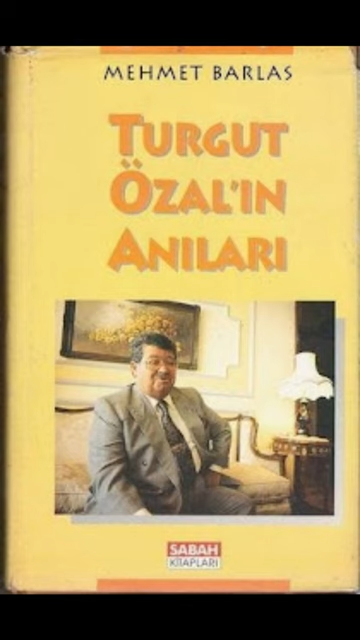 MEHMET BARLAS
TURGUT
ÖZAL'IN
ANILARI
SABAH
KİTAPLARI